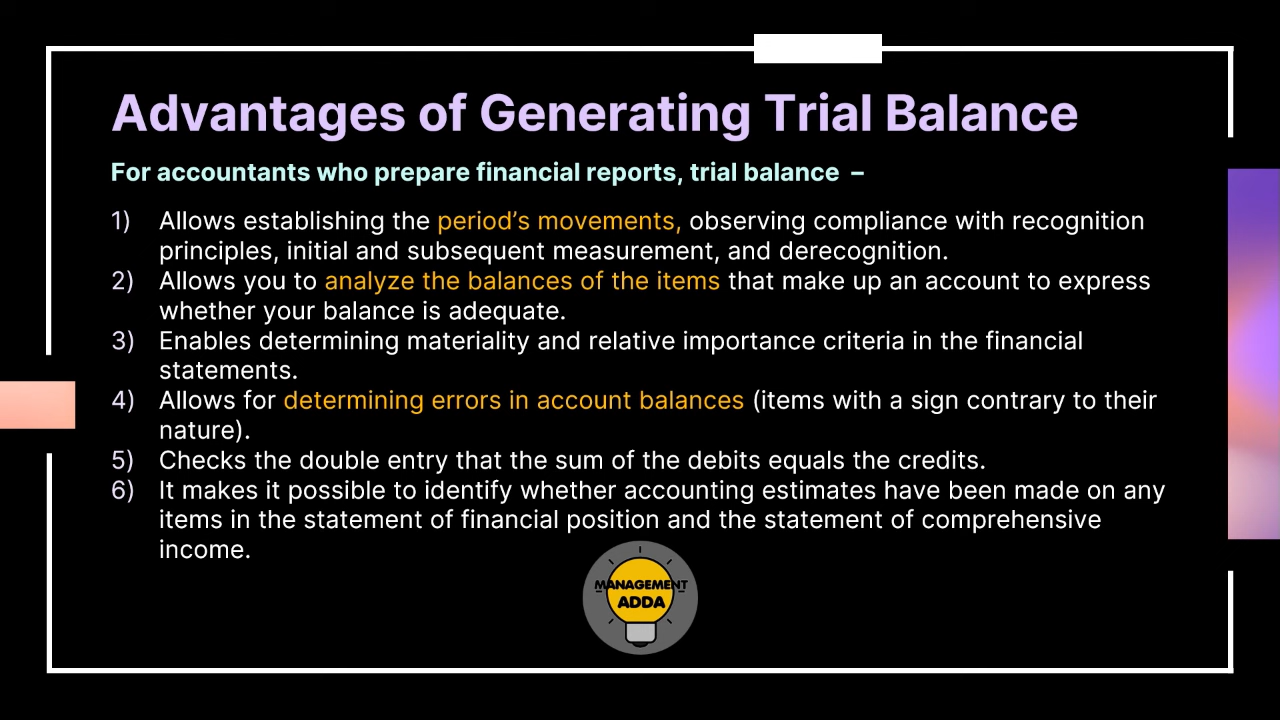 Advantages of Generating Trial Balance
For accountants who prepare financial reports, trial balance –
1) Allows establishing the period’s movements, observing compliance with recognition
principles, initial and subsequent measurement, and derecognition.
2) Allows you to analyze the balances of the items that make up an account to express
whether your balance is adequate.
3) Enables determining materiality and relative importance criteria in the financial
statements.
4) Allows for determining errors in account balances (items with a sign contrary to their
nature).
5) Checks the double entry that the sum of the debits equals the credits.
6) It makes it possible to identify whether accounting estimates have been made on any
items in the statement of financial position and the statement of comprehensive
income.
MANAGEMENT
ADDA